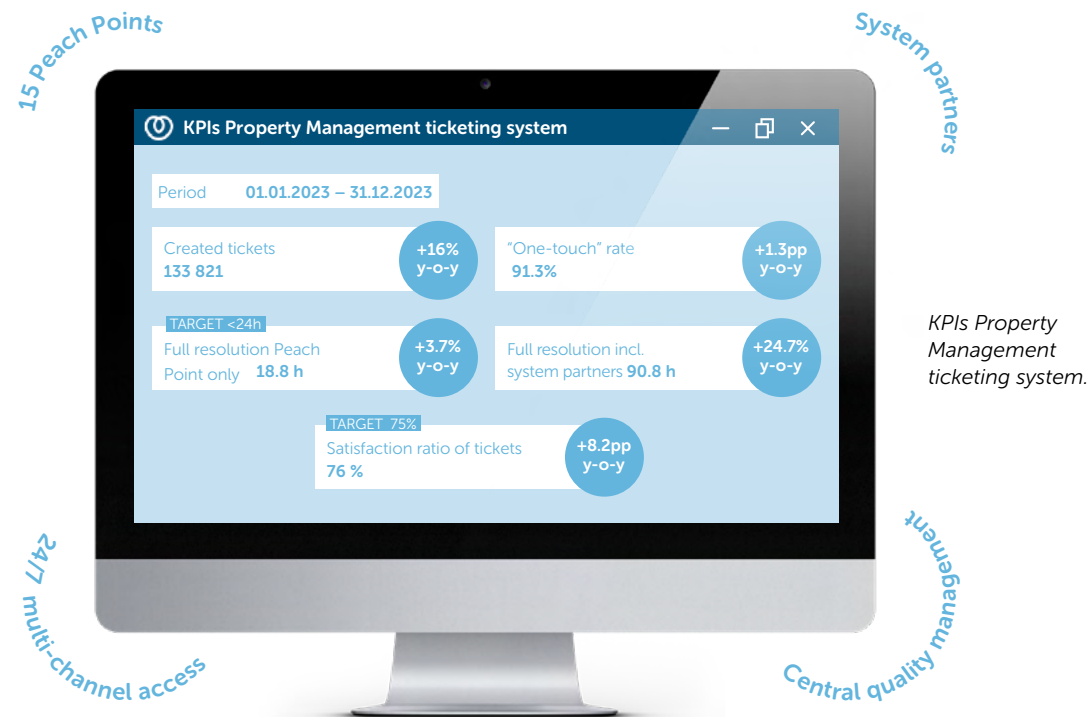 15 Peach Points
System partners
KPIs Property Management ticketing system
Period 01.01.2023 – 31.12.2023
Created tickets
133 821
+16%
y-o-y
"One-touch" rate
91.3%
+1.3pp
y-o-y
TARGET <24h
Full resolution Peach
Point only 18.8 h
+3.7%
y-o-y
Full resolution incl.
system partners 90.8 h
+24.7%
y-o-y
TARGET 75%
Satisfaction ratio of tickets
76 %
+8.2pp
y-o-y
KPIs Property
Management
ticketing system.
24/7 multi-channel access
Central quality management